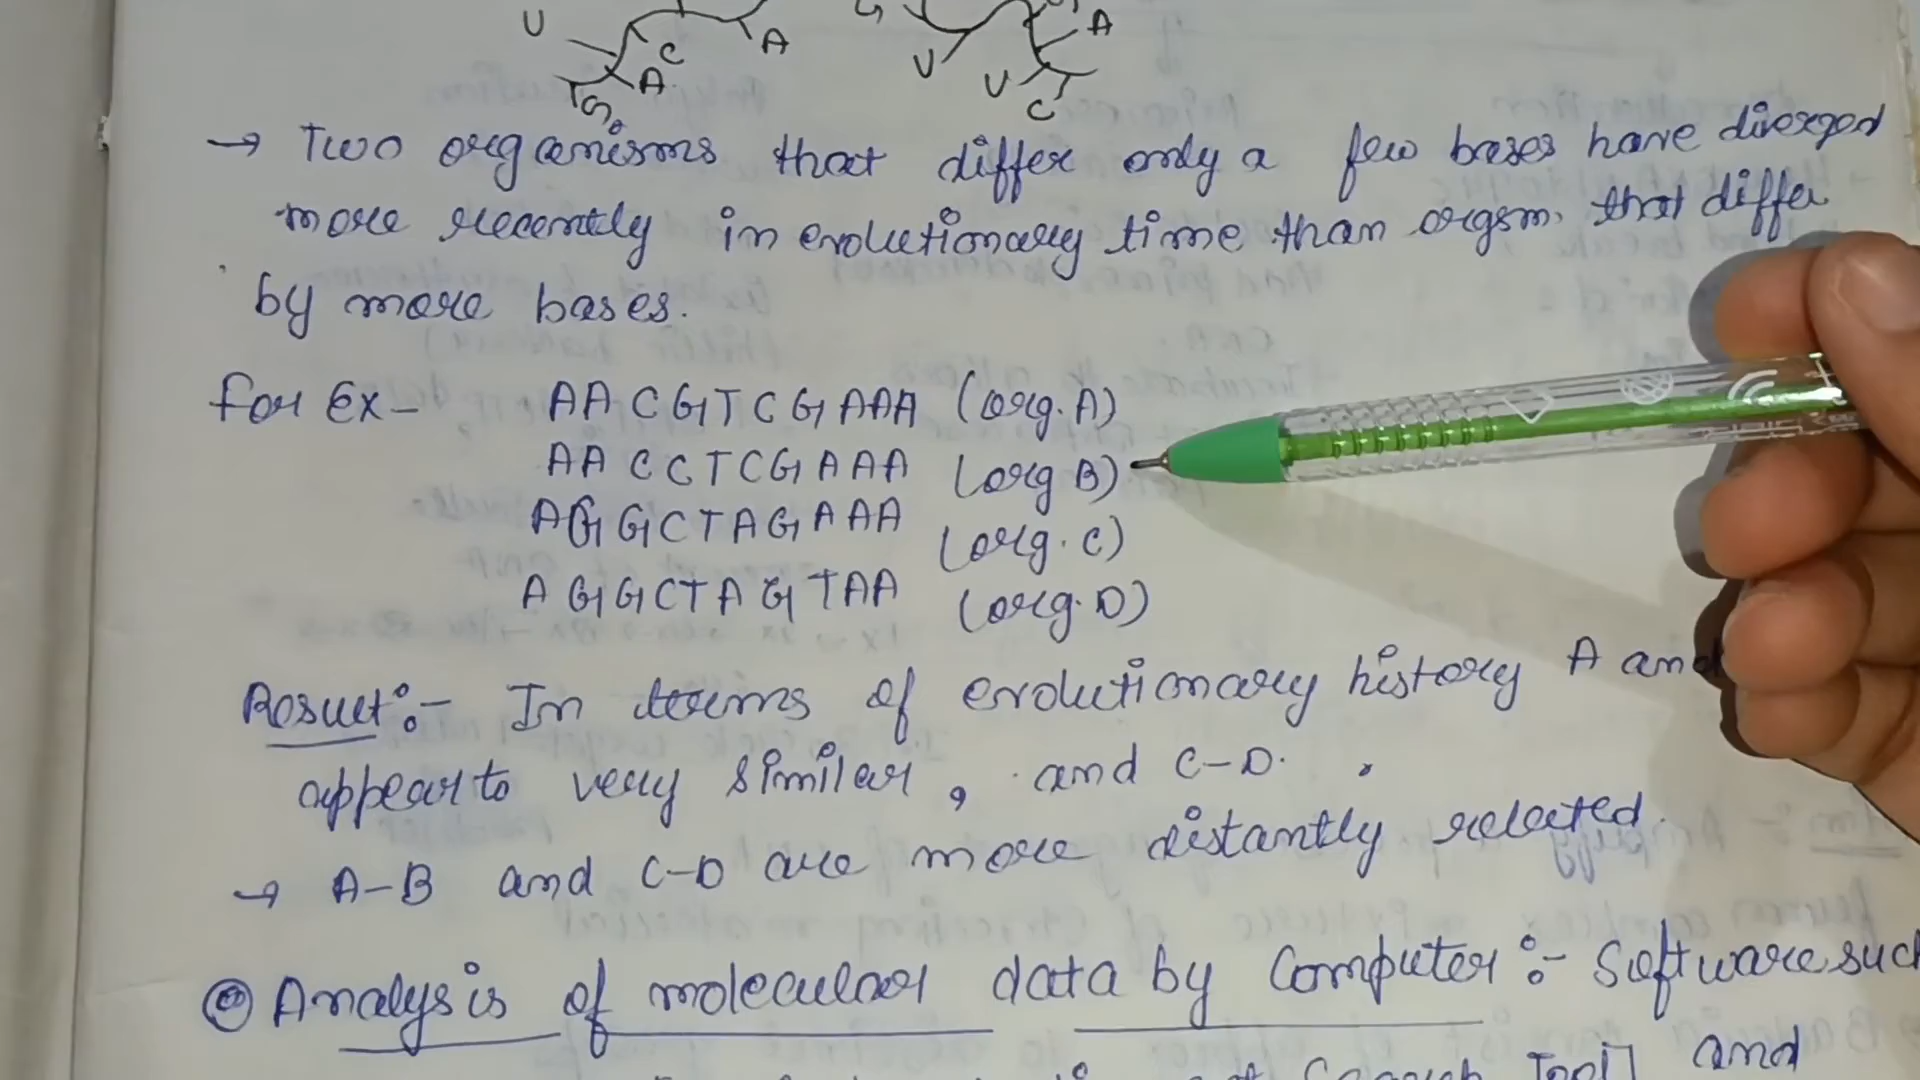 U C A A G
G U A U C
→ Two organisms that differ only a few bases have diverged
more recently in evolutionary time than orgsm. that differ
by more bases.
for Ex- AACGTCGAAA (org. A)
AACCTCGAAA (org B)
AGGCTAGAAA (org. C)
AGGCTAGTAA (org. D)
Result:- In terms of evolutionary history A and
appear to very similar, and C-D.
→ A-B and C-D are more distantly related.
Analysis of molecular data by Computer:- Software such
Tool] and